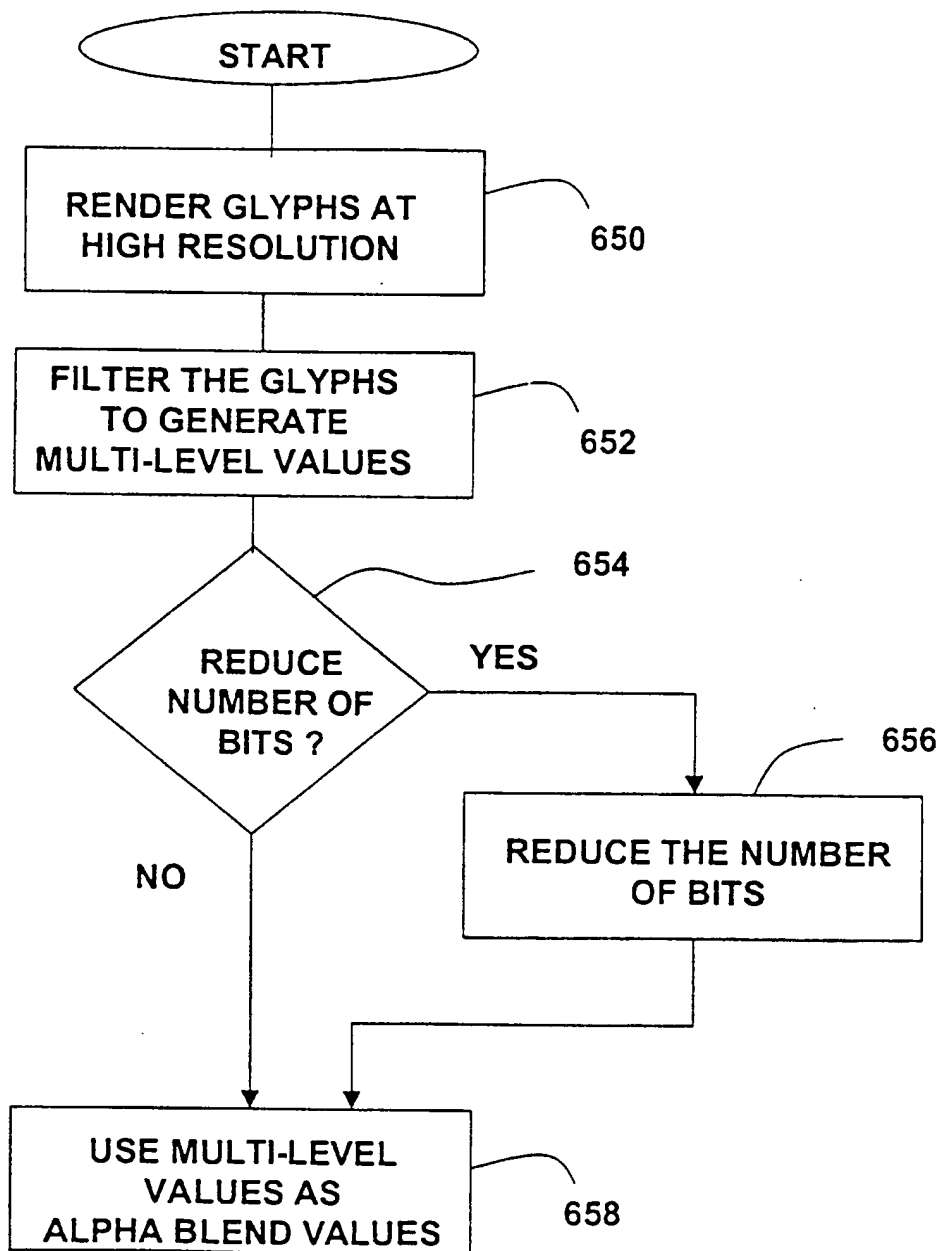 START
RENDER GLYPHS AT
HIGH RESOLUTION
650
FILTER THE GLYPHS
TO GENERATE
MULTI-LEVEL VALUES
652
654
REDUCE
NUMBER OF
BITS ?
YES
656
REDUCE THE NUMBER
OF BITS
NO
USE MULTI-LEVEL
VALUES AS
ALPHA BLEND VALUES
658